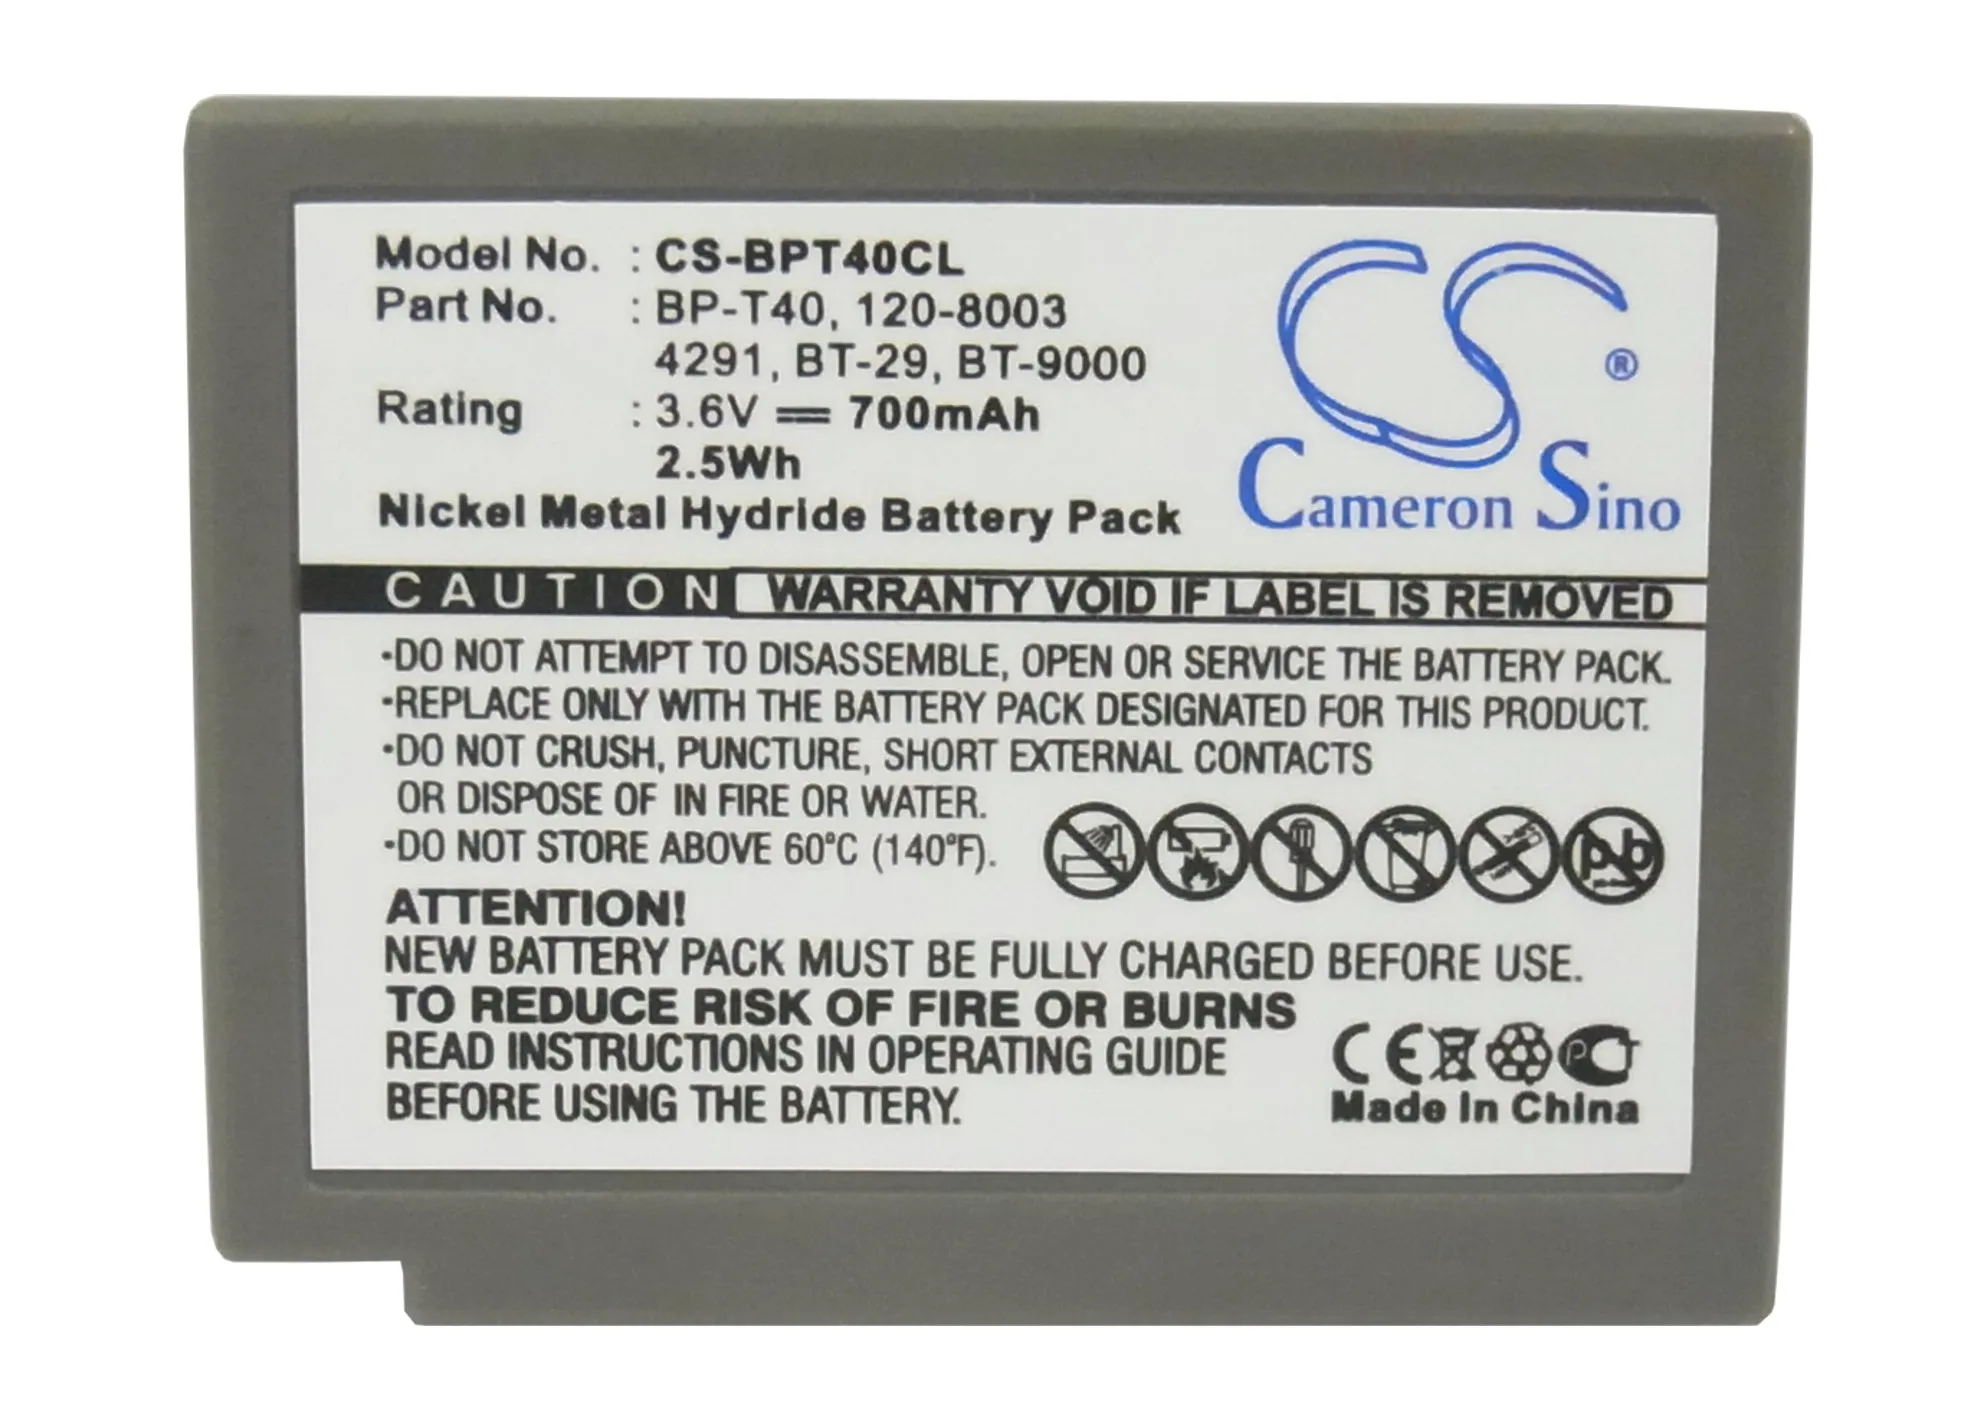 Model No. : CS-BPT40CL
Part No. : BP-T40, 120-8003
4291, BT-29, BT-9000
Rating : 3.6V 700mAh
2.5Wh
Nickel Metal Hydride Battery Pack
CS ®
Cameron Sino
CAUTION WARRANTY VOID IF LABEL IS REMOVED
·DO NOT ATTEMPT TO DISASSEMBLE, OPEN OR SERVICE THE BATTERY PACK.
·REPLACE ONLY WITH THE BATTERY PACK DESIGNATED FOR THIS PRODUCT.
·DO NOT CRUSH, PUNCTURE, SHORT EXTERNAL CONTACTS
OR DISPOSE OF IN FIRE OR WATER.
·DO NOT STORE ABOVE 60°C (140°F).
Pb
ATTENTION!
NEW BATTERY PACK MUST BE FULLY CHARGED BEFORE USE.
TO REDUCE RISK OF FIRE OR BURNS
READ INSTRUCTIONS IN OPERATING GUIDE
BEFORE USING THE BATTERY.
CE PCT
Made In China